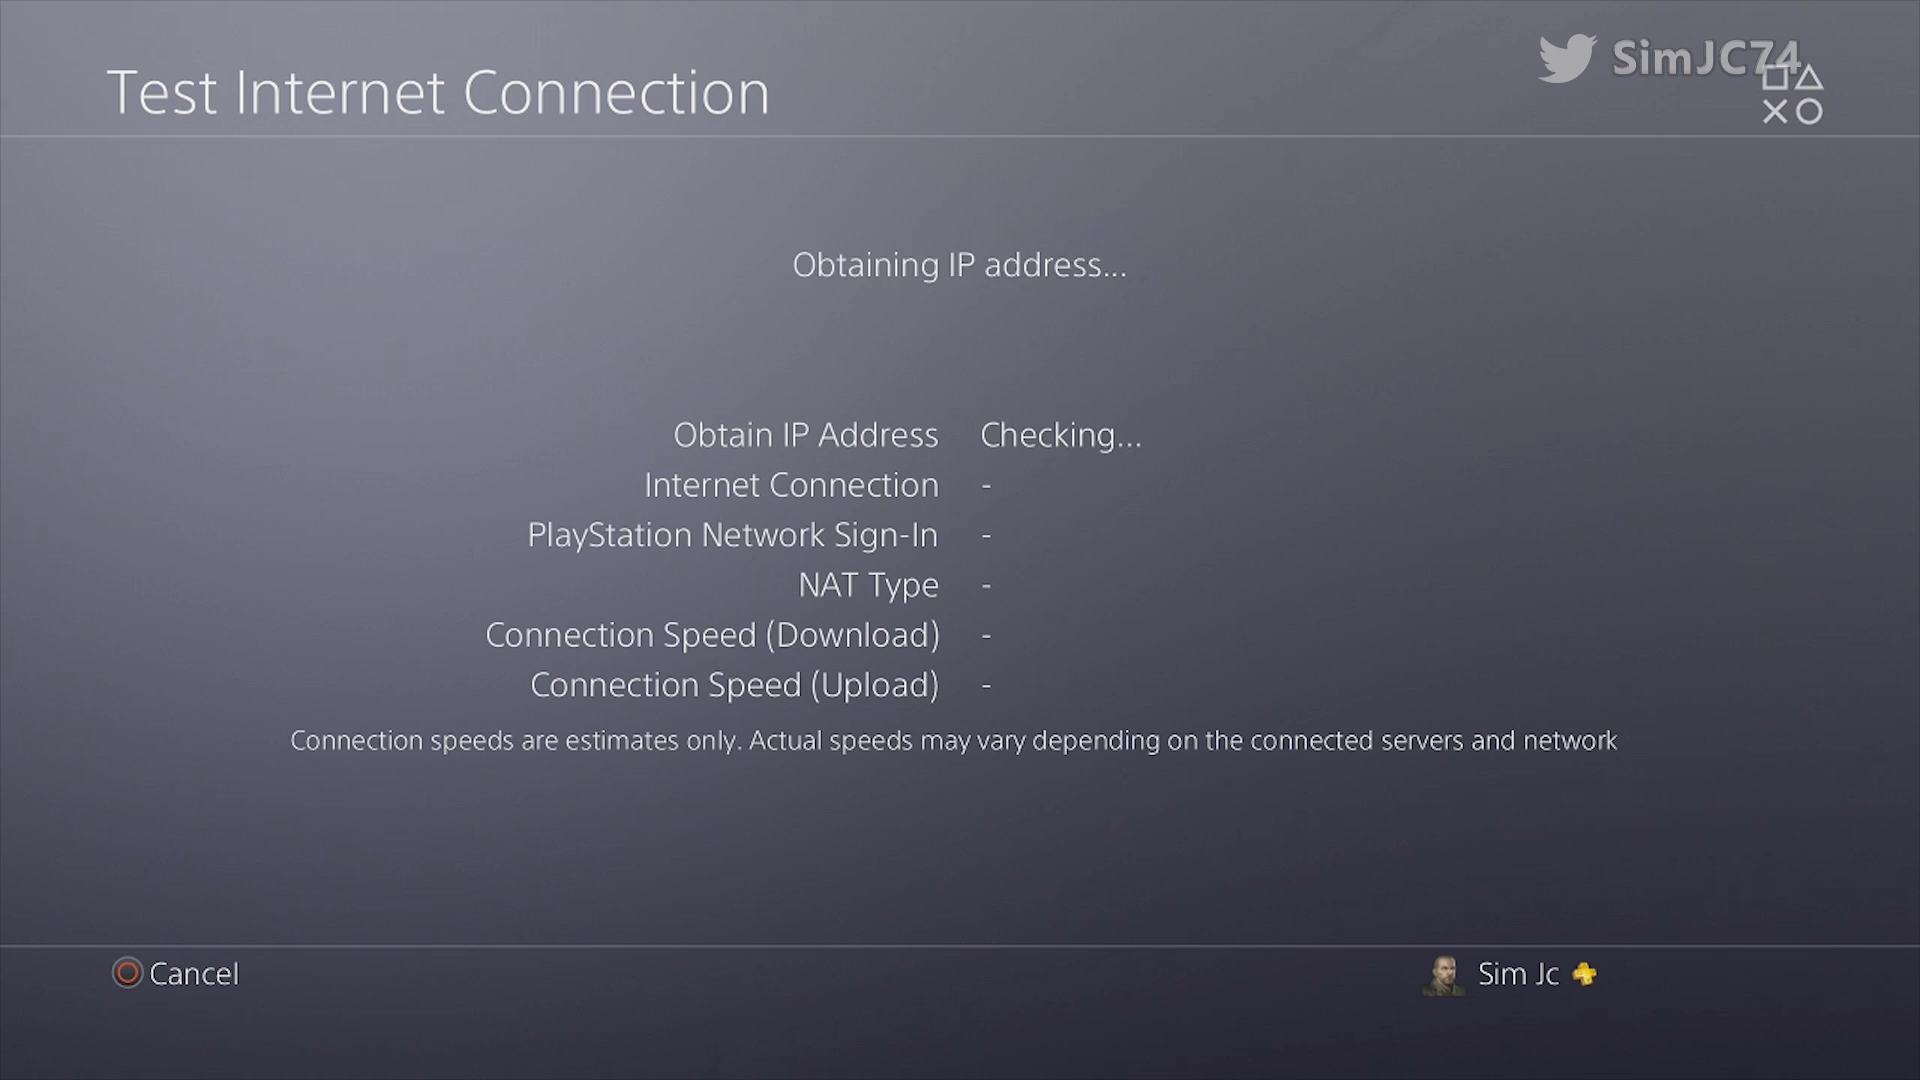 SimJC74
Test Internet Connection
Obtaining IP address...
Obtain IP Address Checking...
Internet Connection -
PlayStation Network Sign-In -
NAT Type -
Connection Speed (Download) -
Connection Speed (Upload) -
Connection speeds are estimates only. Actual speeds may vary depending on the connected servers and network
Cancel
Sim Jc